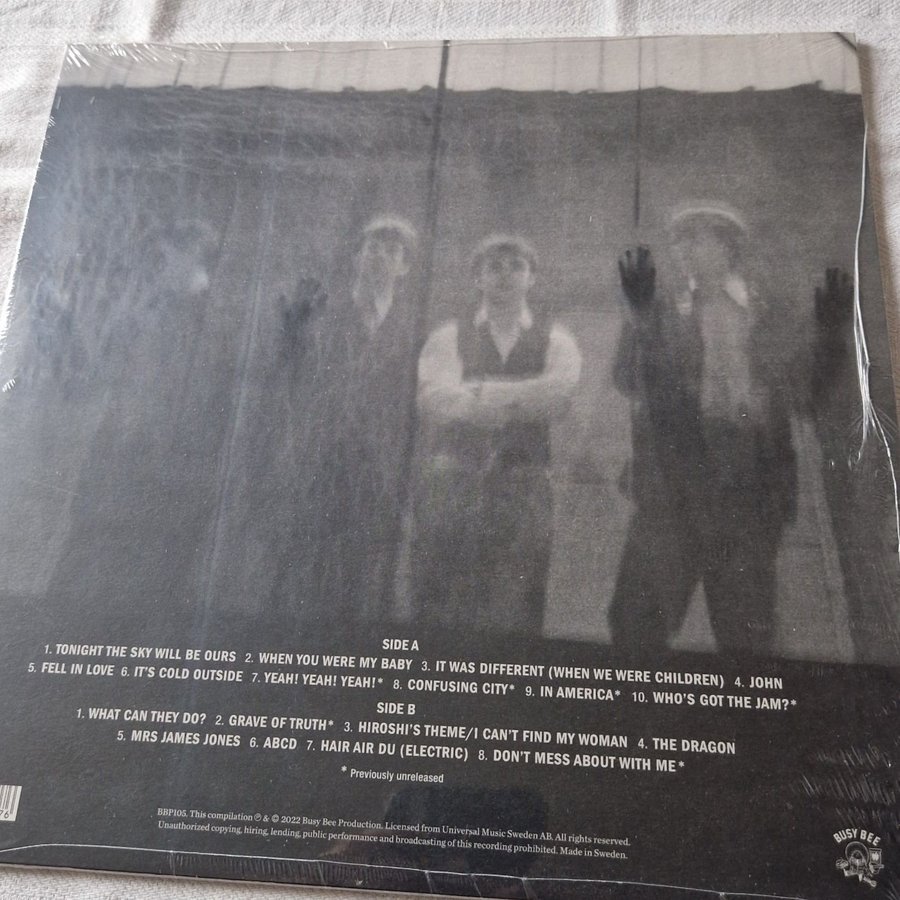 SIDE A
1. TONIGHT THE SKY WILL BE OURS 2. WHEN YOU WERE MY BABY 3. IT WAS DIFFERENT (WHEN WE WERE CHILDREN) 4. JOHN
5. FELL IN LOVE 6. IT'S COLD OUTSIDE 7. YEAH! YEAH! YEAH!* 8. CONFUSING CITY* 9. IN AMERICA* 10. WHO'S GOT THE JAM?*
SIDE B
1. WHAT CAN THEY DO? 2. GRAVE OF TRUTH* 3. HIROSHI'S THEME/I CAN'T FIND MY WOMAN 4. THE DRAGON
5. MRS JAMES JONES 6. ABCD 7. HAIR AIR DU (ELECTRIC) 8. DON'T MESS ABOUT WITH ME*
* Previously unreleased
BBP105. This compilation ℗ & © 2022 Busy Bee Production. Licensed from Universal Music Sweden AB. All rights reserved.
Unauthorized copying, hiring, lending, public performance and broadcasting of this recording prohibited. Made in Sweden.
BUSY BEE